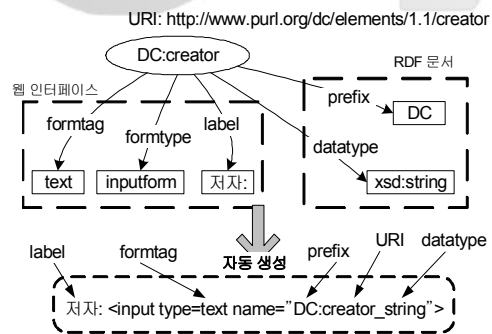 URI: http://www.purl.org/dc/elements/1.1/creator
DC:creator
RDF 문서
웹 인터페이스
prefix
DC
formtag
formtype
label
datatype
text
inputform
저자:
xsd:string
자동 생성
label
formtag
prefix
URI
datatype
저자: <input type=text name=”DC:creator_string”>